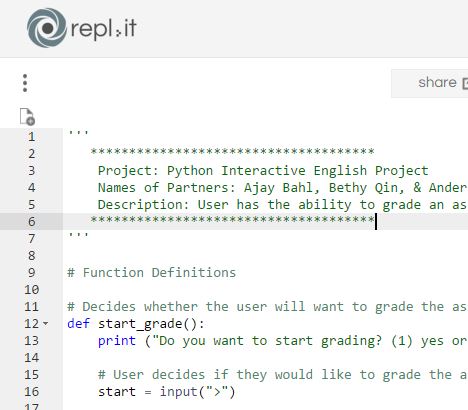 repl.it
share
1 '''
2 *************************************
3 Project: Python Interactive English Project
4 Names of Partners: Ajay Bahl, Bethy Qin, & Ander
5 Description: User has the ability to grade an as
6 *************************************
7 '''
8
9 # Function Definitions
10
11 # Decides whether the user will want to grade the as
12 def start_grade():
13 print ("Do you want to start grading? (1) yes or
14
15 # User decides if they would like to grade the a
16 start = input(">")
17